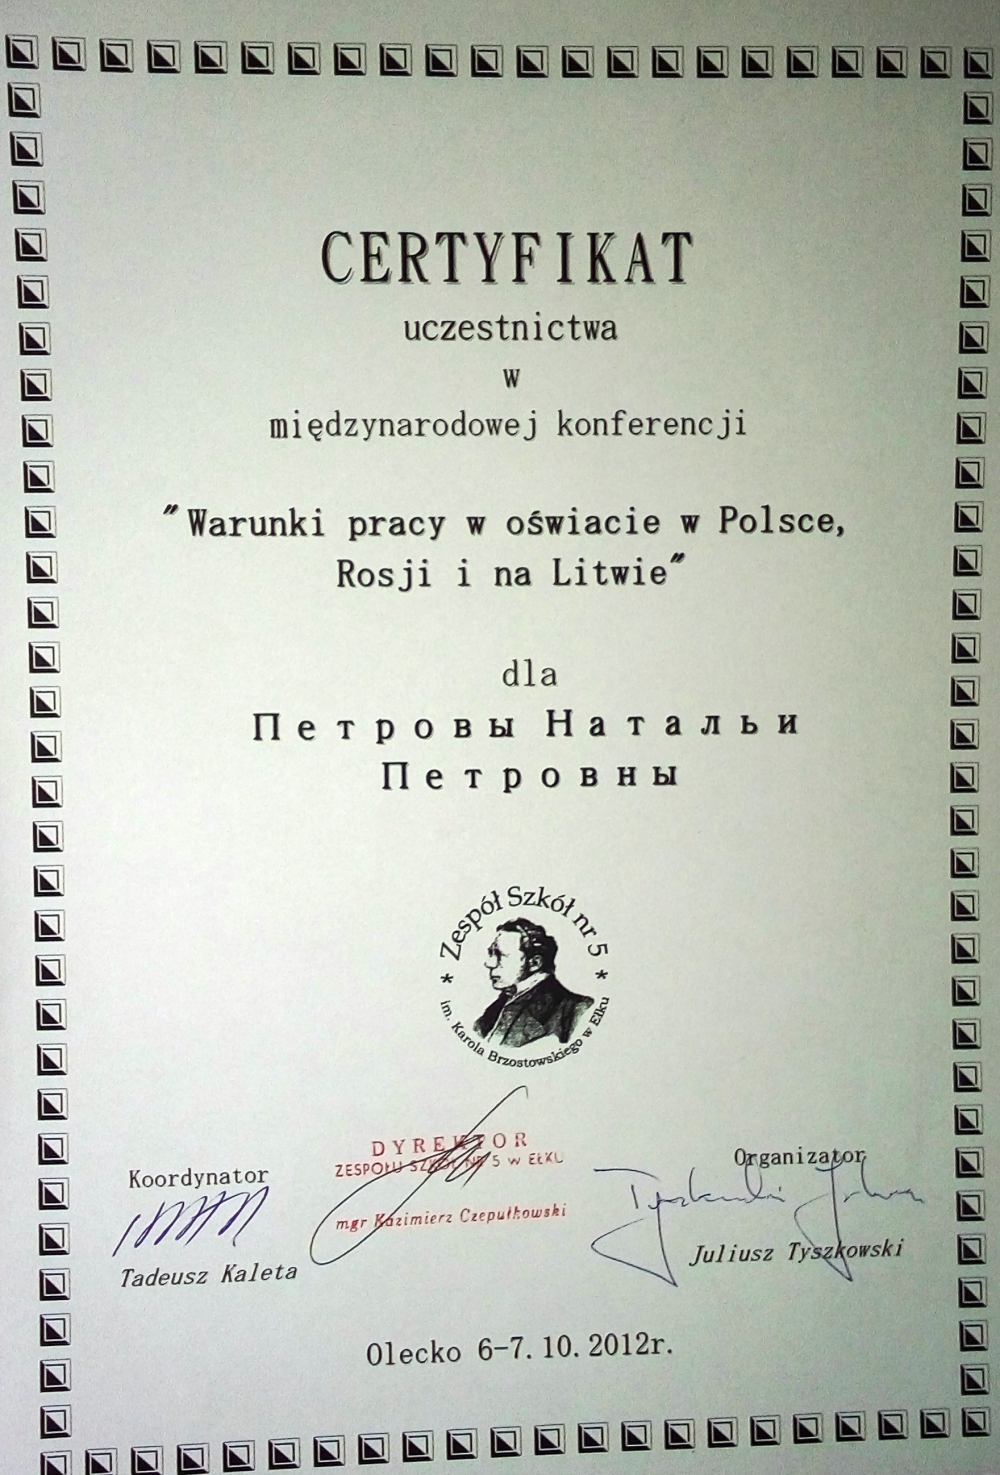 CERTYFIKAT
uczestnictwa
w
międzynarodowej konferencji
"Warunki pracy w oświacie w Polsce,
Rosji i na Litwie"
dla
Петровы Натальи
Петровны
* Zespół Szkół nr 5 *
im. Karola Brzostowskiego w Ełku
Koordynator
Tadeusz Kaleta
DYREKTOR
ZESPOŁU SZKÓŁ NR 5 w EŁKU
mgr Kazimierz Czepułkowski
Organizator
Juliusz Tyszkowski
Olecko 6-7.10.2012r.